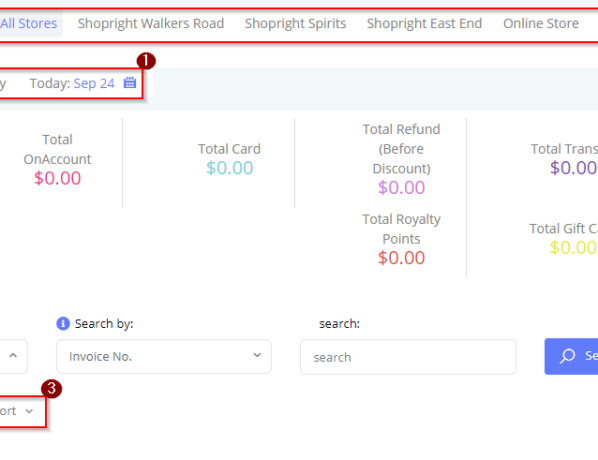 All Stores Shopright Walkers Road Shopright Spirits Shopright East End Online Store
1
y Today: Sep 24
Total OnAccount
$0.00
Total Card
$0.00
Total Refund (Before Discount)
$0.00
Total Trans
$0.00
Total Royalty Points
$0.00
Total Gift C
$0.00
Search by: search:
Invoice No. search Se
3
ort